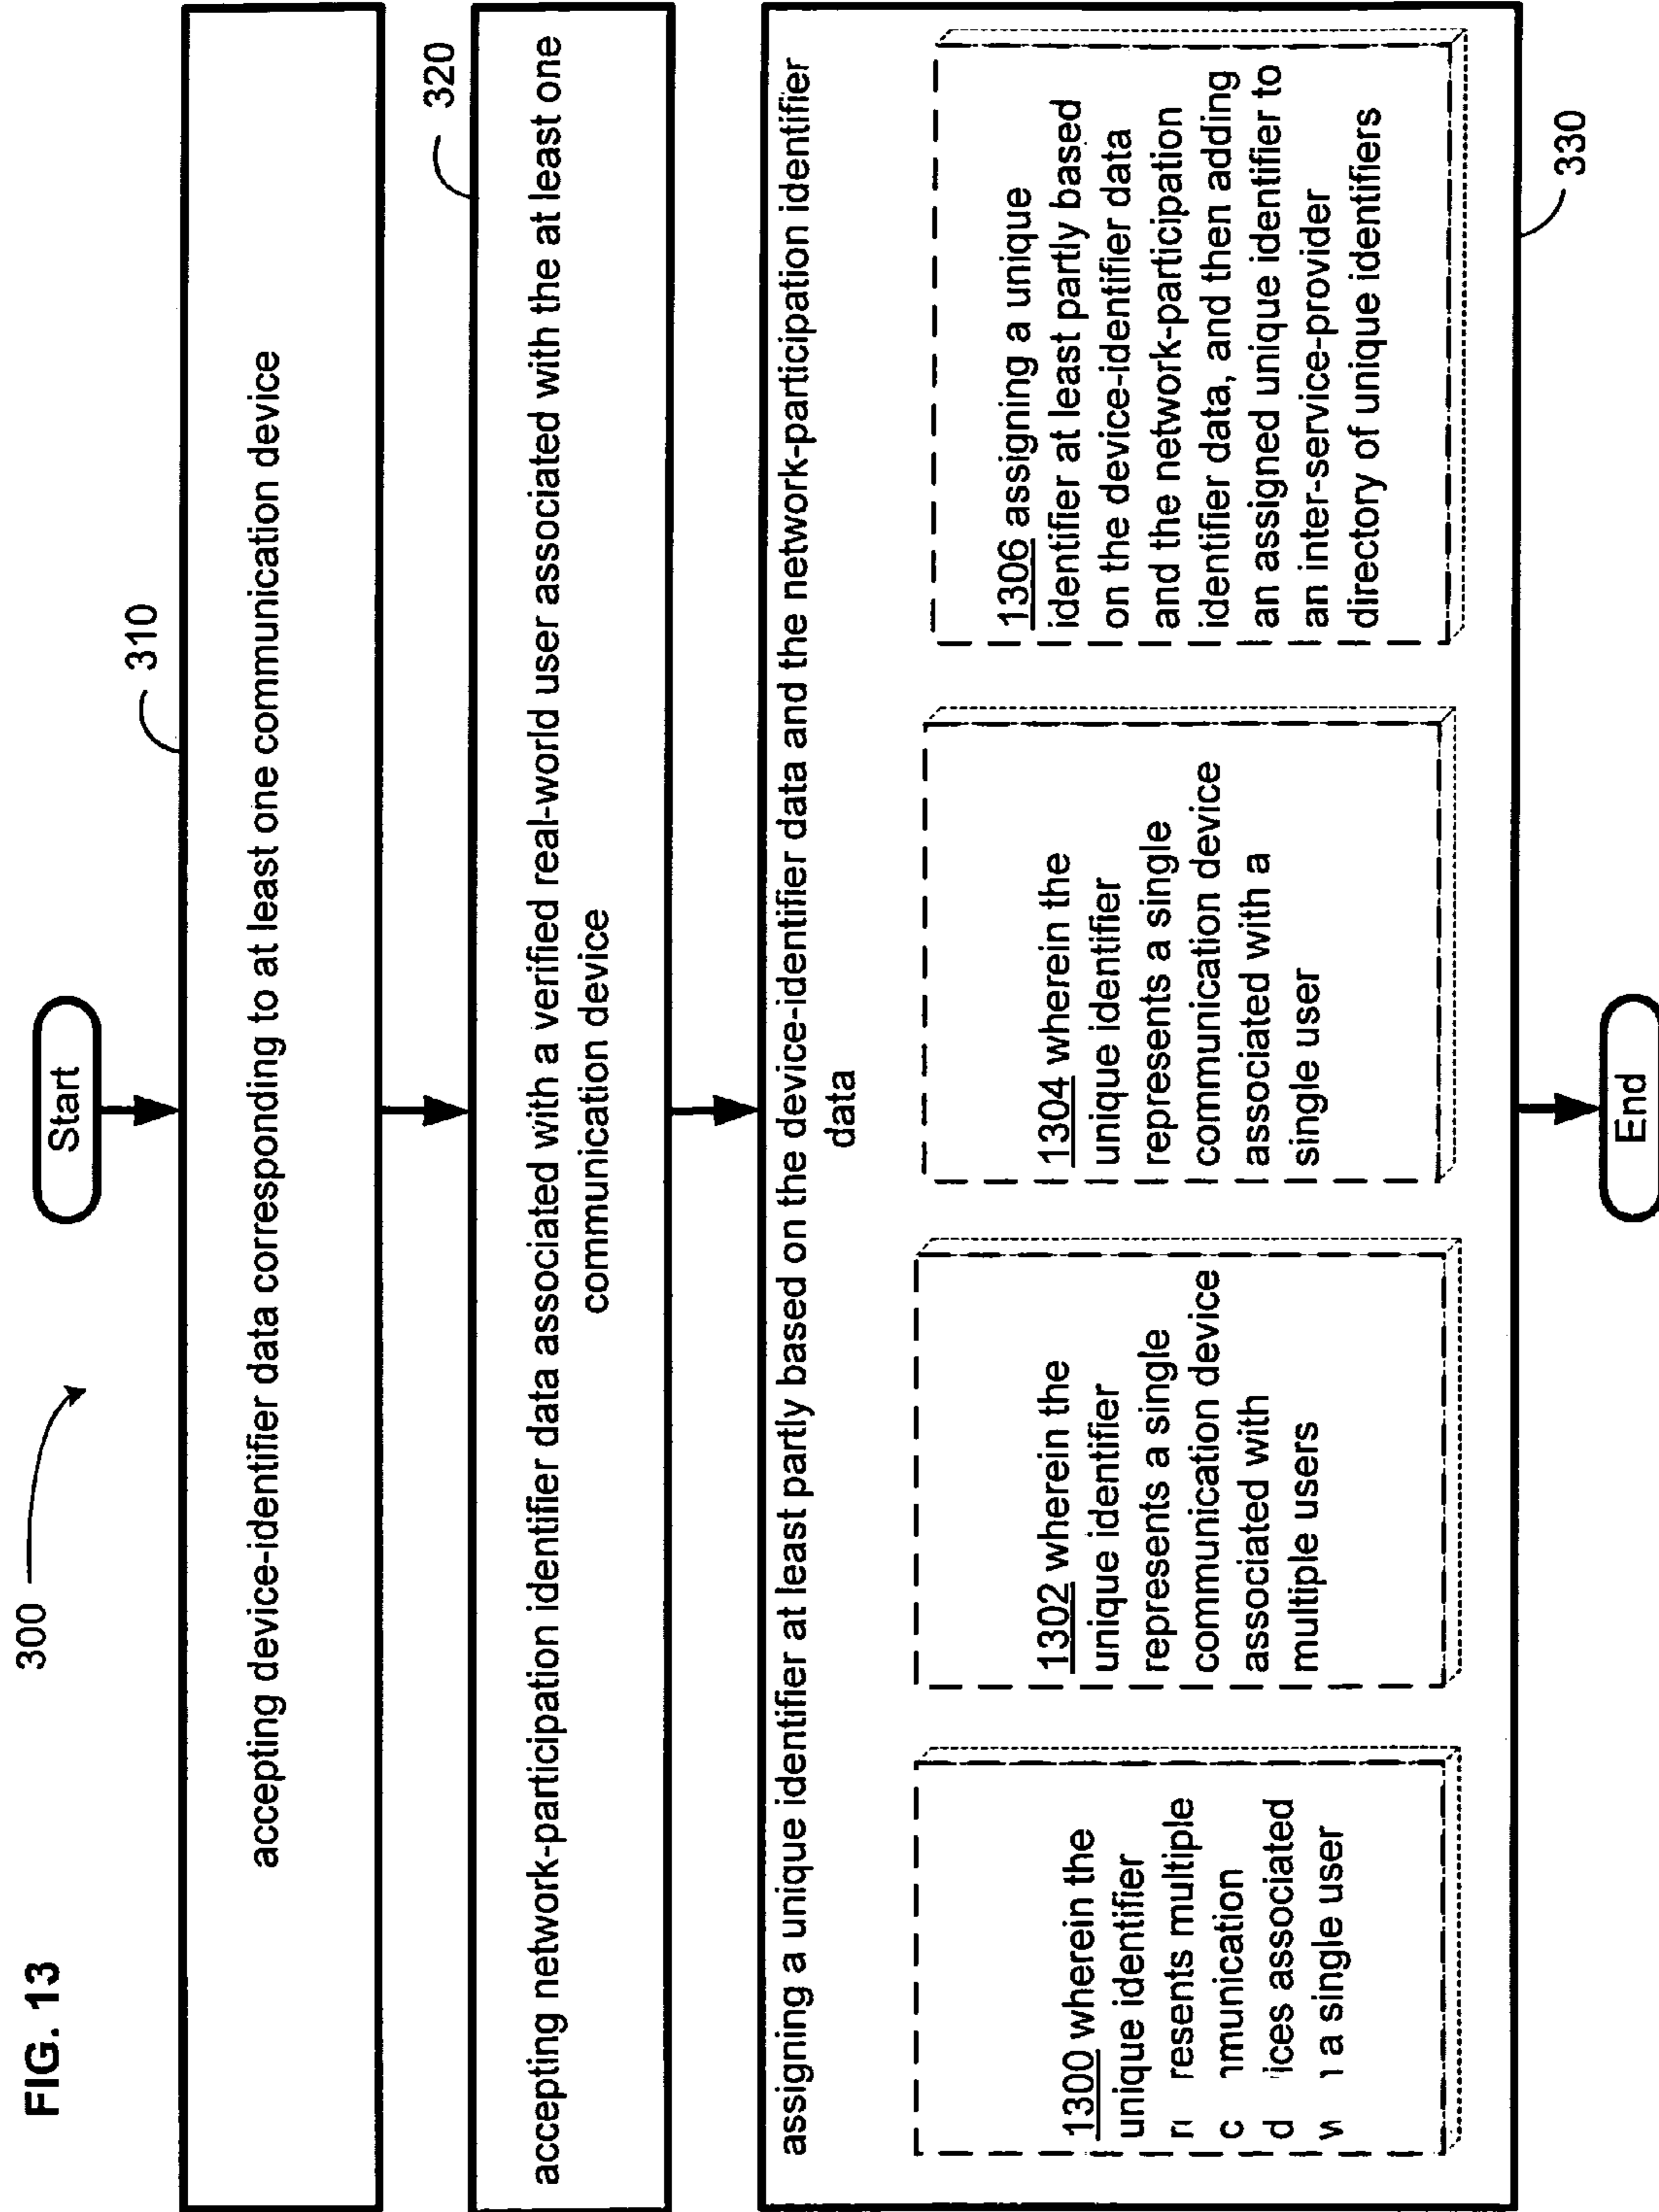 FIG. 13
300
Start
310
accepting device-identifier data corresponding to at least one communication device
320
accepting network-participation identifier data associated with a verified real-world user associated with the at least one
communication device
assigning a unique identifier at least partly based on the device-identifier data and the network-participation identifier
data
1300 wherein the
unique identifier
r resents multiple
c munication
d ices associated
a single user
1302 wherein the
unique identifier
represents a single
communication device
associated with
multiple users
1304 wherein the
unique identifier
represents a single
communication device
associated with a
single user
1306 assigning a unique
identifier at least partly based
on the device-identifier data
and the network-participation
identifier data, and then adding
an assigned unique identifier to
an inter-service-provider
directory of unique identifiers
330
End